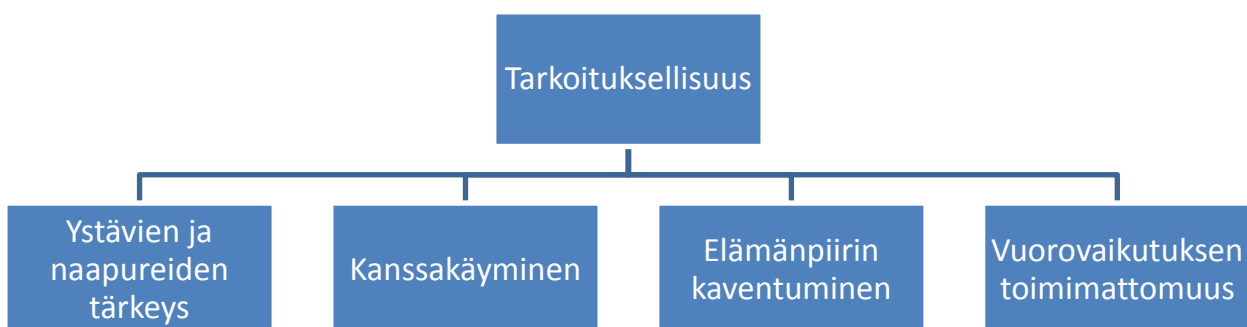 Tarkoituksellisuus
Ystävien ja
naapureiden
tärkeys
Kanssakäyminen
Elämänpiirin
kaventuminen
Vuorovaikutuksen
toimimattomuus